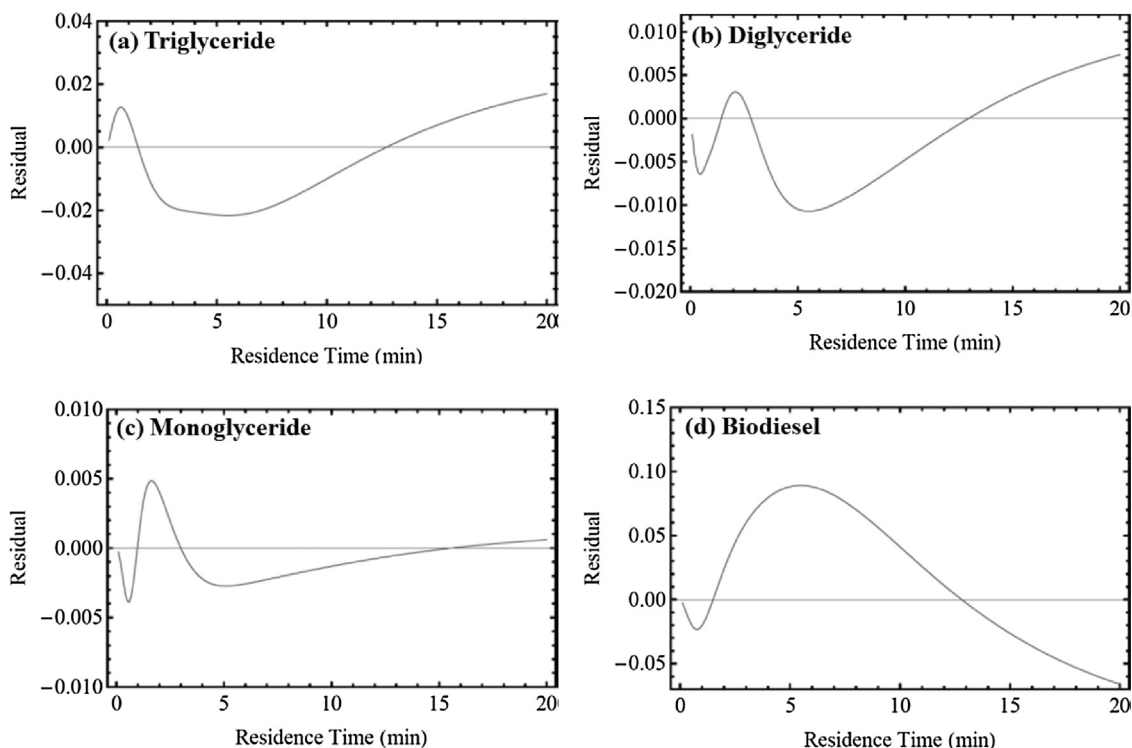 (a) Triglyceride
0.04
0.02
0.00
−0.02
−0.04
Residual
0 5 10 15 20
Residence Time (min)
(b) Diglyceride
0.010
0.005
0.000
−0.005
−0.010
−0.015
−0.020
Residual
0 5 10 15 20
Residence Time (min)
(c) Monoglyceride
0.010
0.005
0.000
−0.005
−0.010
Residual
0 5 10 15 20
Residence Time (min)
(d) Biodiesel
0.15
0.10
0.05
0.00
−0.05
Residual
0 5 10 15 20
Residence Time (min)